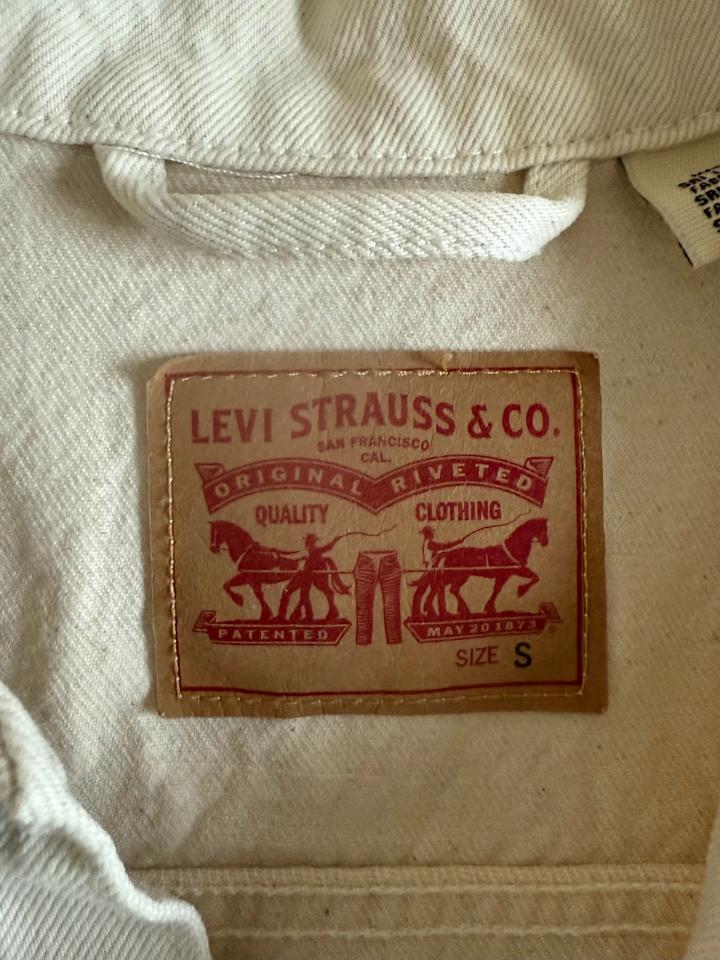 LEVI STRAUSS & CO.
SAN FRANCISCO
CAL.
ORIGINAL RIVETED
QUALITY CLOTHING
PATENTED MAY 20 1873
SIZE S